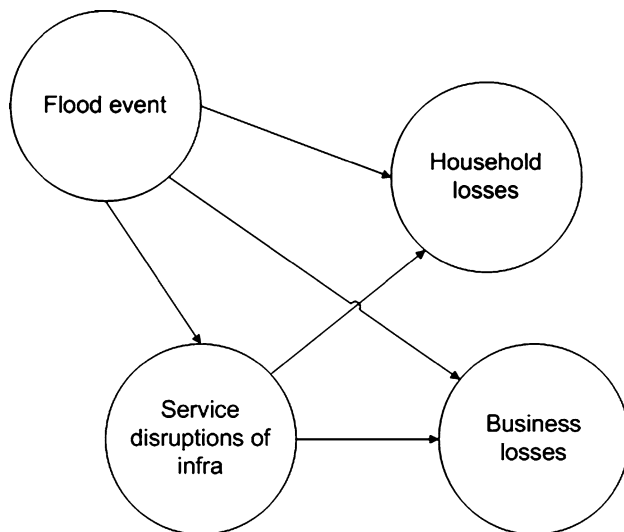 Flood event
Household
losses
Service
disruptions of
infra
Business
losses